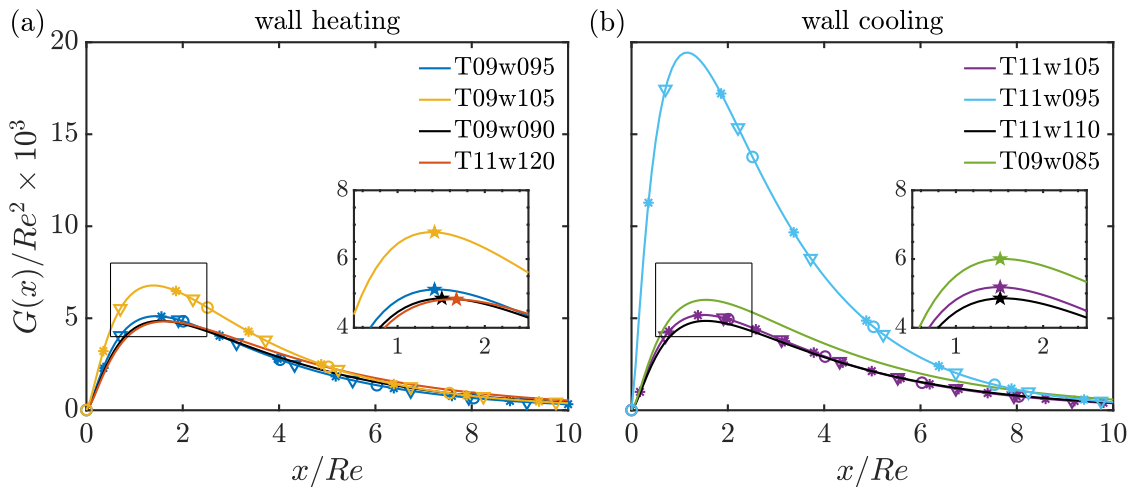 (a) wall heating
20
15
10
5
0
G(x)/Re² × 10³
T09w095
T09w105
T09w090
T11w120
8
6
4
1 2
0 2 4 6 8 10
x/Re
(b) wall cooling
T11w105
T11w095
T11w110
T09w085
8
6
4
1 2
0 2 4 6 8 10
x/Re